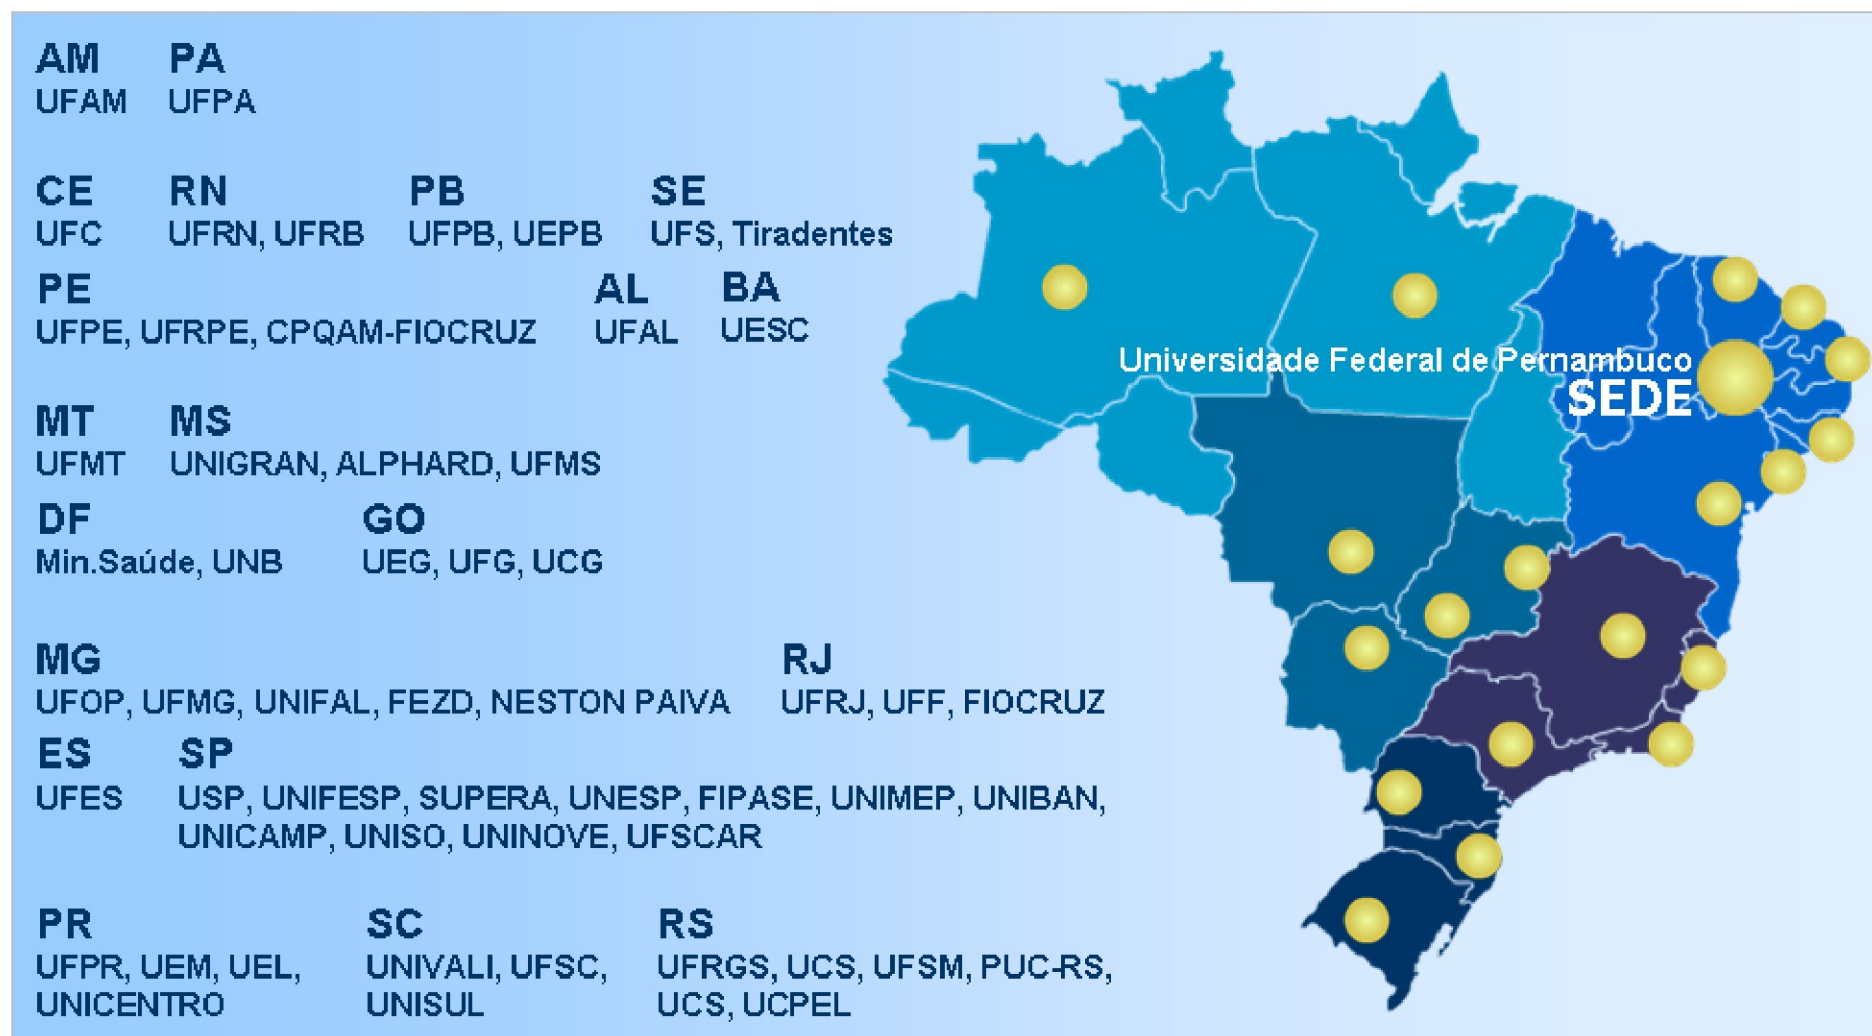 AM PA
UFAM UFPA
CE RN PB SE
UFC UFRN, UFRB UFPB, UEPB UFS, Tiradentes
PE AL BA
UFPE, UFRPE, CPQAM-FIOCRUZ UFAL UESC
MT MS
UFMT UNIGRAN, ALPHARD, UFMS
DF GO
Min.Saúde, UNB UEG, UFG, UCG
MG RJ
UFOP, UFMG, UNIFAL, FEZD, NESTON PAIVA UFRJ, UFF, FIOCRUZ
ES SP
UFES USP, UNIFESP, SUPERA, UNESP, FIPASE, UNIMEP, UNIBAN,
UNICAMP, UNISO, UNINOVE, UFSCAR
PR SC RS
UFPR, UEM, UEL, UNIVALI, UFSC, UFRGS, UCS, UFSM, PUC-RS,
UNICENTRO UNISUL UCS, UCPEL
Universidade Federal de Pernambuco
SEDE